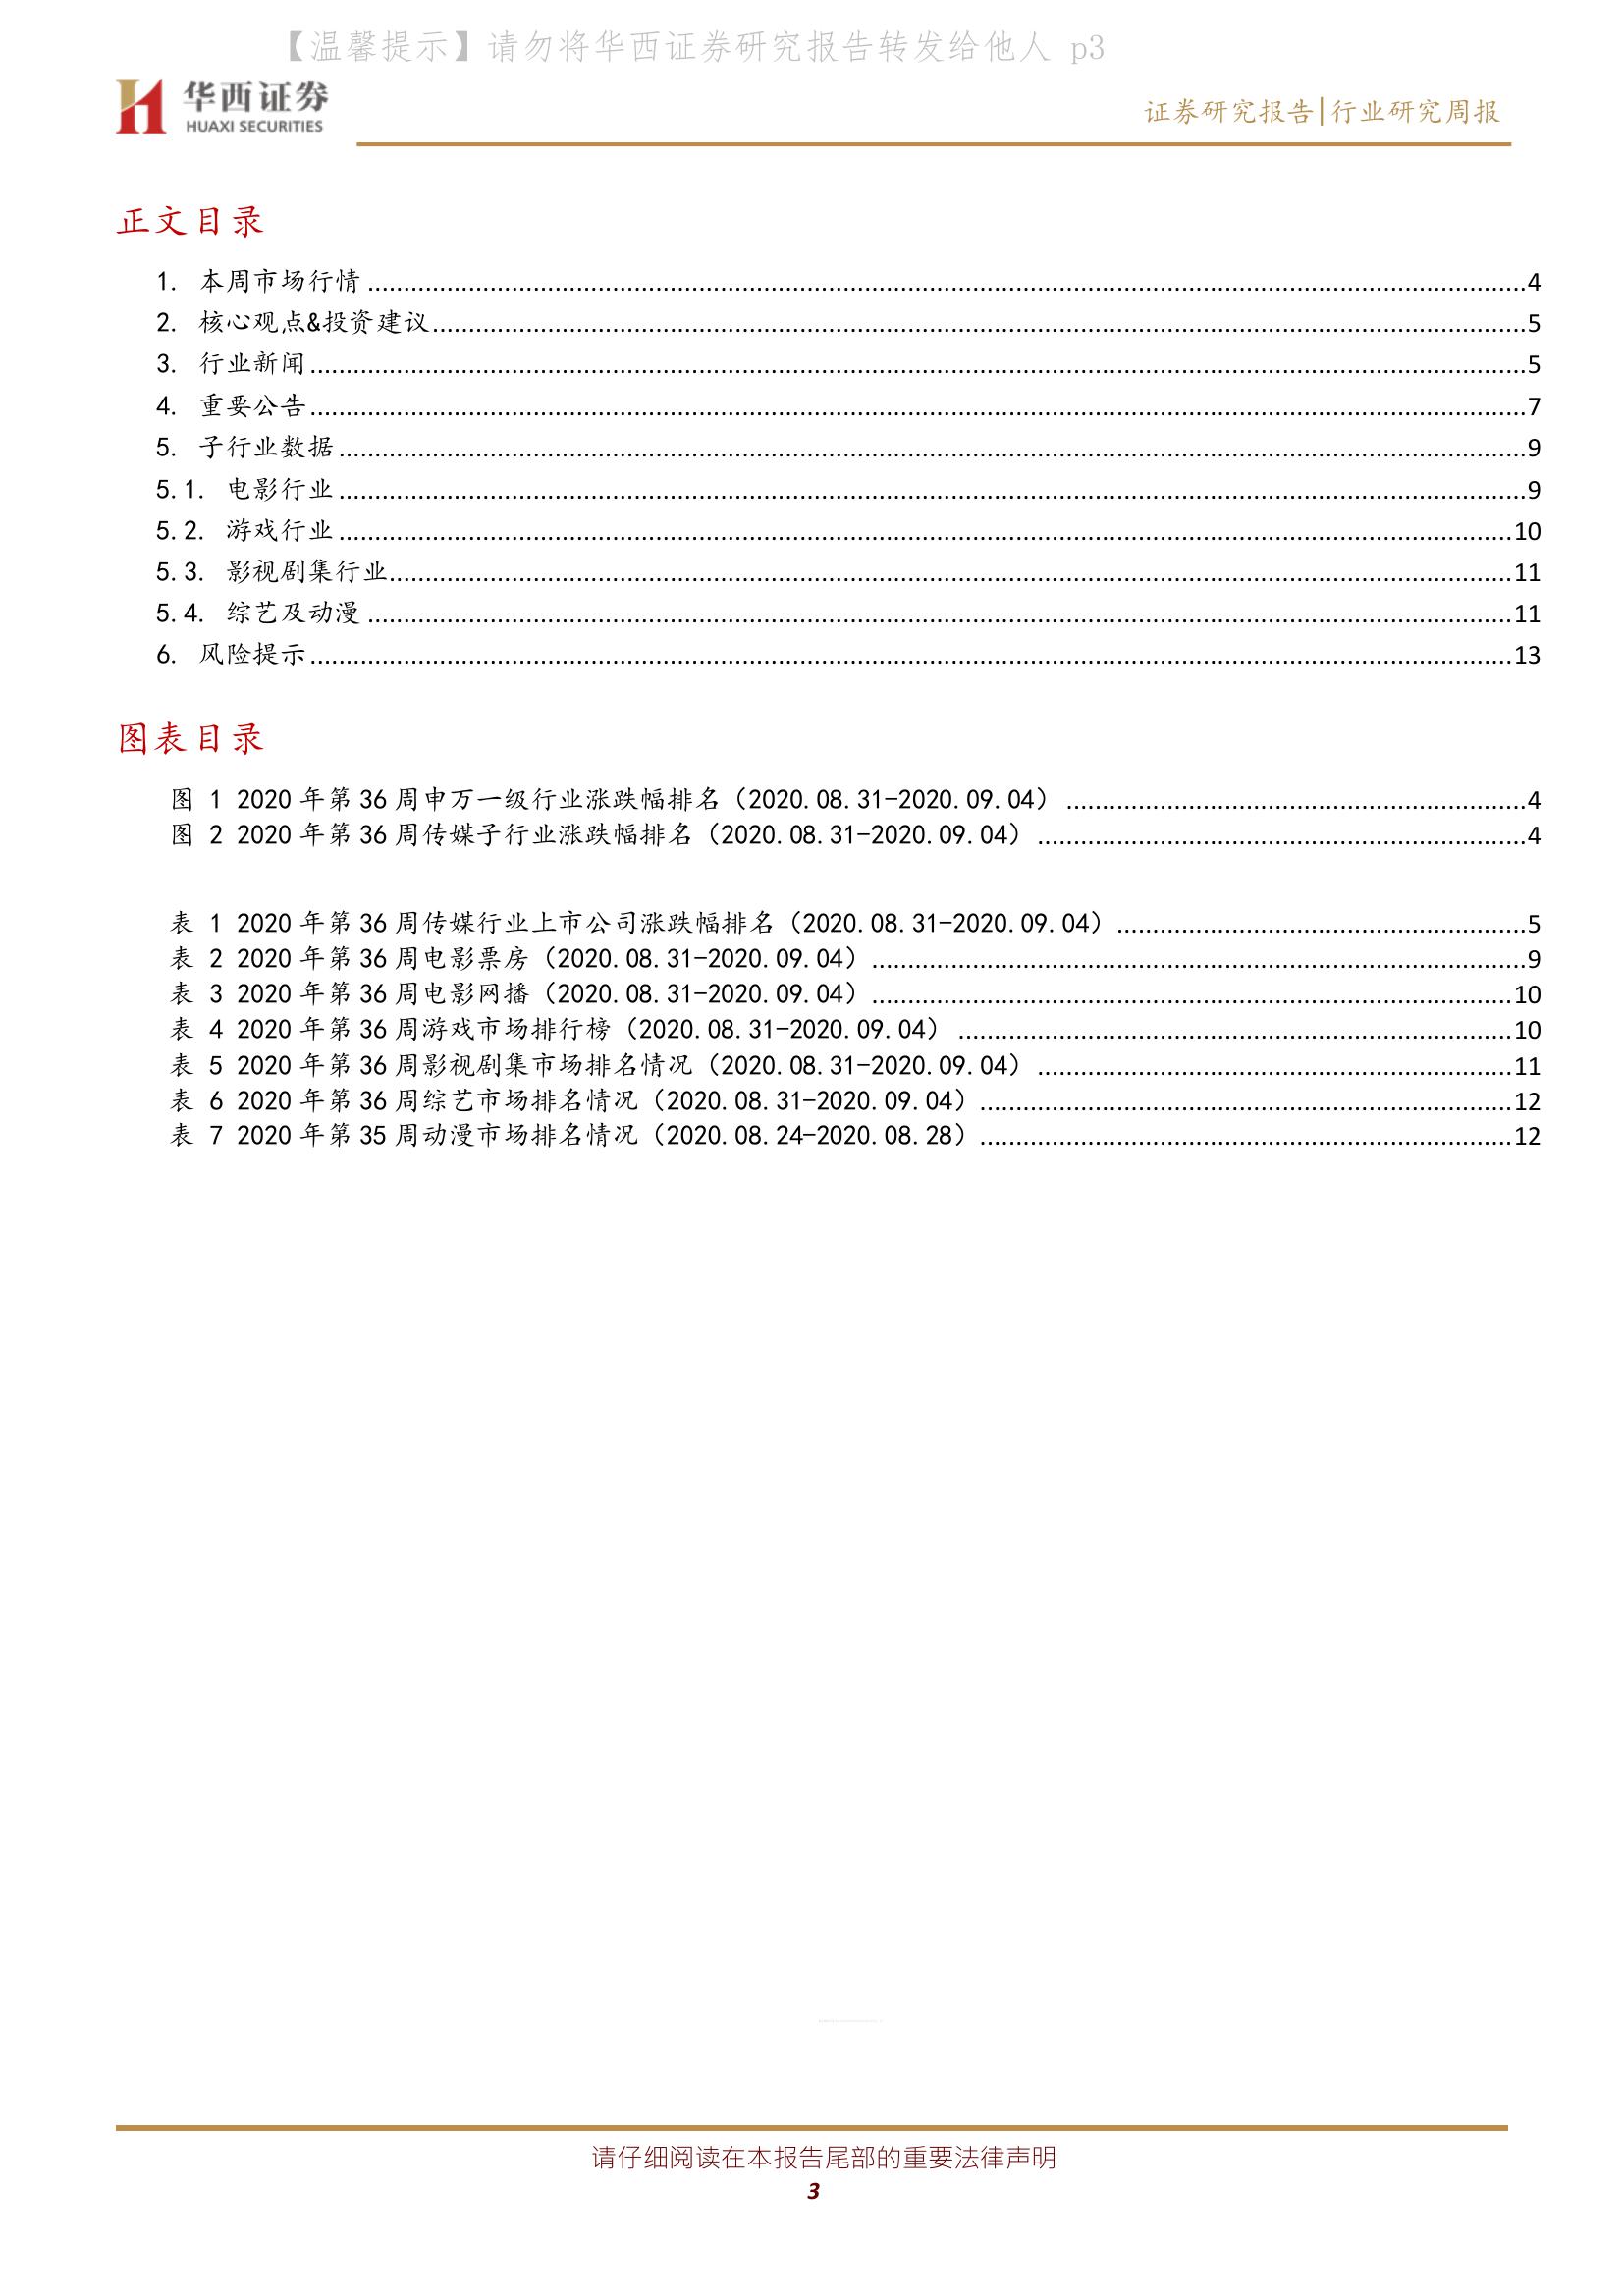 【温馨提示】请勿将华西证券研究报告转发给他人 p3
华西证券
HUAXI SECURITIES
证券研究报告|行业研究周报
正文目录
1. 本周市场行情 4
2. 核心观点&投资建议 5
3. 行业新闻 5
4. 重要公告 7
5. 子行业数据 9
5.1. 电影行业 9
5.2. 游戏行业 10
5.3. 影视剧集行业 11
5.4. 综艺及动漫 11
6. 风险提示 13
图表目录
图 1 2020 年第 36 周申万一级行业涨跌幅排名（2020.08.31-2020.09.04） 4
图 2 2020 年第 36 周传媒子行业涨跌幅排名（2020.08.31-2020.09.04） 4
表 1 2020 年第 36 周传媒行业上市公司涨跌幅排名（2020.08.31-2020.09.04） 5
表 2 2020 年第 36 周电影票房（2020.08.31-2020.09.04） 9
表 3 2020 年第 36 周电影网播（2020.08.31-2020.09.04） 10
表 4 2020 年第 36 周游戏市场排行榜（2020.08.31-2020.09.04） 10
表 5 2020 年第 36 周影视剧集市场排名情况（2020.08.31-2020.09.04） 11
表 6 2020 年第 36 周综艺市场排名情况（2020.08.31-2020.09.04） 12
表 7 2020 年第 35 周动漫市场排名情况（2020.08.24-2020.08.28） 12
请仔细阅读在本报告尾部的重要法律声明
3